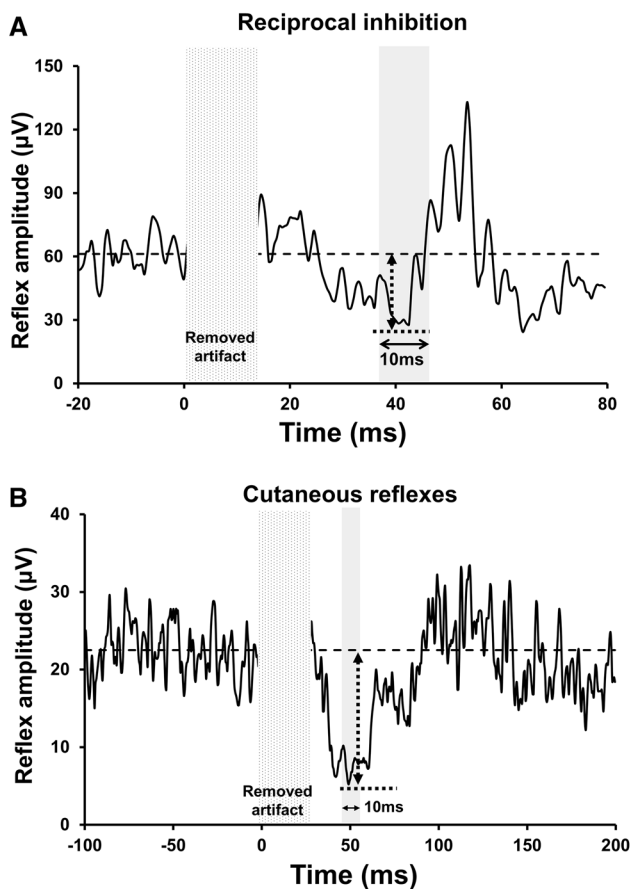 A
Reciprocal inhibition
150
120
90
60
30
0
Reflex amplitude (µV)
Removed
artifact
10ms
-20
0
20
40
60
80
Time (ms)
B
Cutaneous reflexes
40
30
20
10
0
Reflex amplitude (µV)
Removed
artifact
10ms
-100
-50
0
50
100
150
200
Time (ms)